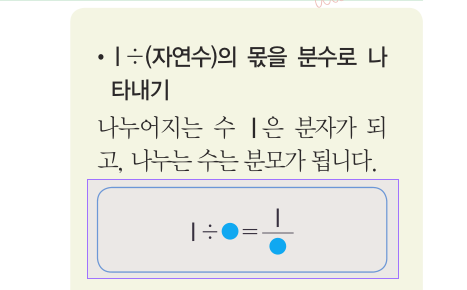 • 1÷(자연수)의 몫을 분수로 나
타내기
나누어지는 수 1은 분자가 되
고, 나누는 수는 분모가 됩니다.
1÷●=1/●